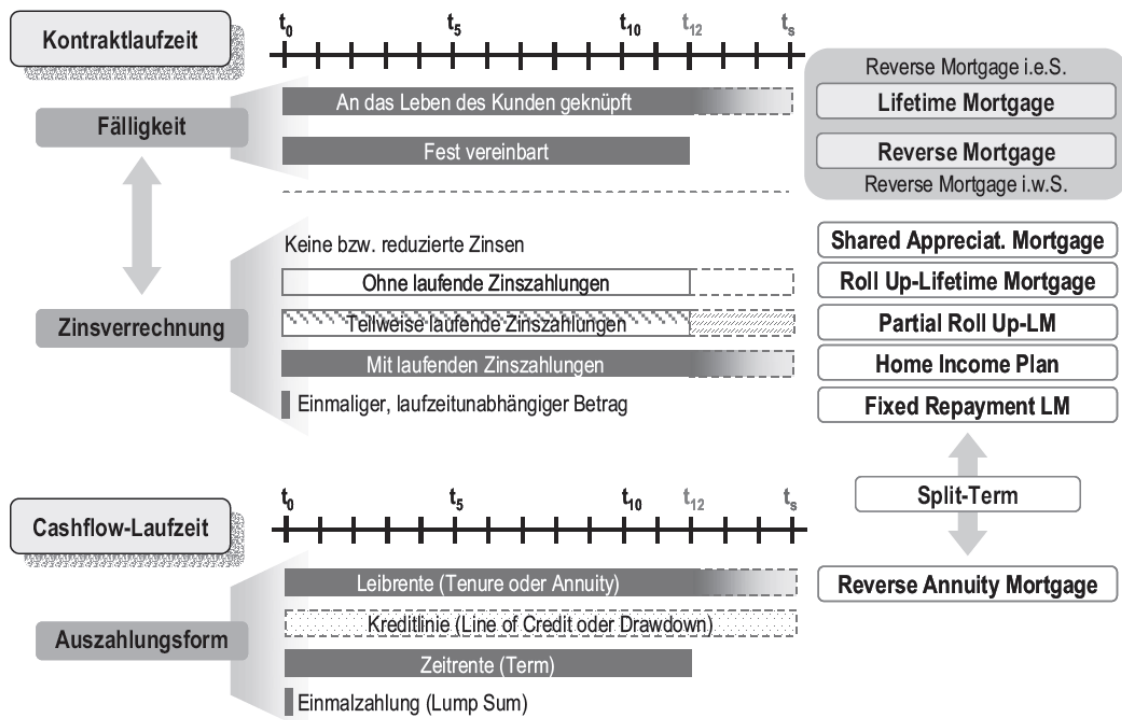 Kontraktlaufzeit
t0 t5 t10 t12 ts
Reverse Mortgage i.e.S.
An das Leben des Kunden geknüpft
Lifetime Mortgage
Fälligkeit
Fest vereinbart
Reverse Mortgage
Reverse Mortgage i.w.S.
Keine bzw. reduzierte Zinsen
Shared Appreciat. Mortgage
Ohne laufende Zinszahlungen
Roll Up-Lifetime Mortgage
Zinsverrechnung
Teilweise laufende Zinszahlungen
Partial Roll Up-LM
Mit laufenden Zinszahlungen
Home Income Plan
Einmaliger, laufzeitunabhängiger Betrag
Fixed Repayment LM
t0 t5 t10 t12 ts
Split-Term
Cashflow-Laufzeit
Leibrente (Tenure oder Annuity)
Reverse Annuity Mortgage
Kreditlinie (Line of Credit oder Drawdown)
Auszahlungsform
Zeitrente (Term)
Einmalzahlung (Lump Sum)